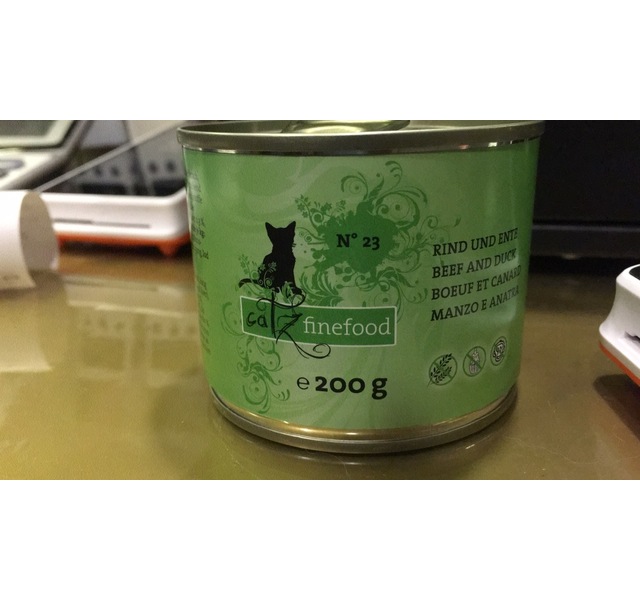 N° 23
RIND UND ENTE
BEEF AND DUCK
BOEUF ET CANARD
MANZO E ANATRA
catz finefood
e 200 g